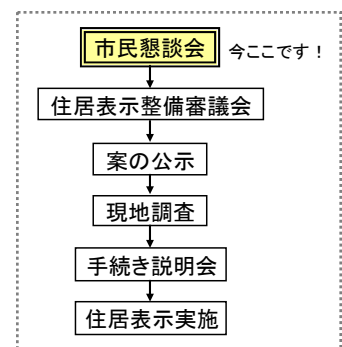 市民懇談会 今ここです！
住居表示整備審議会
案の公示
現地調査
手続き説明会
住居表示実施